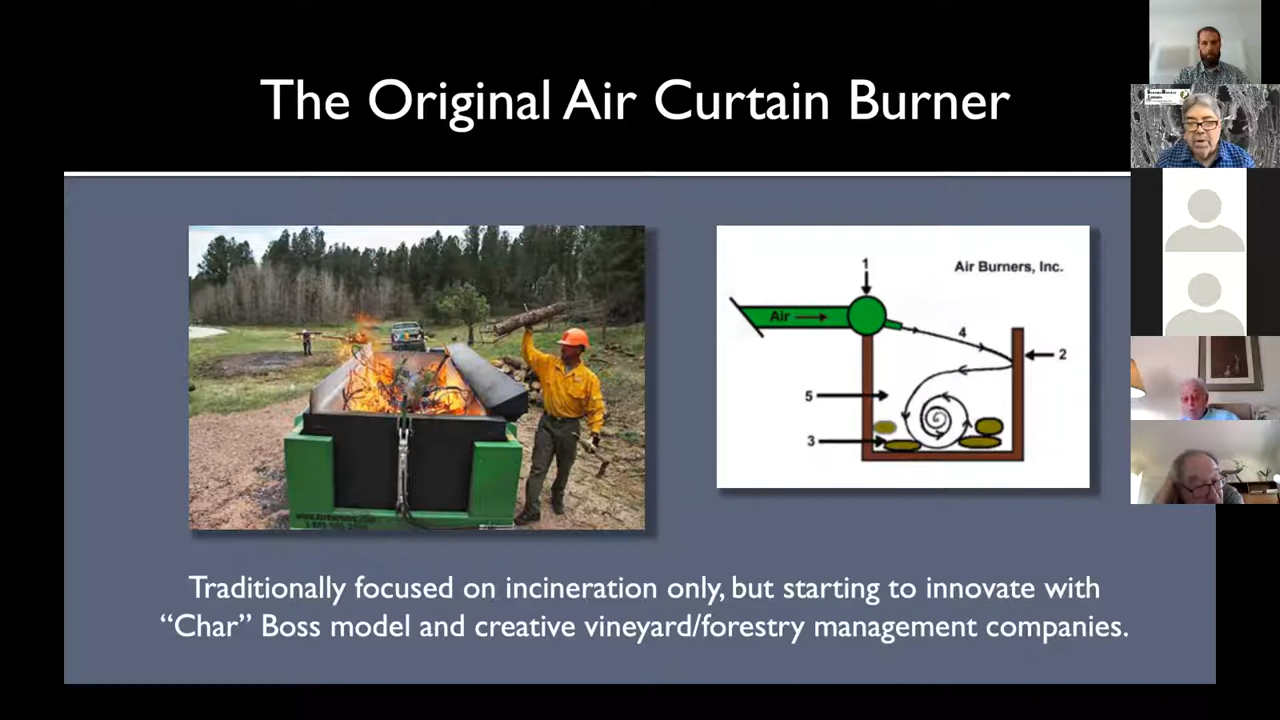 The Original Air Curtain Burner
1
Air Burners, Inc.
Air
4
2
5
3
Traditionally focused on incineration only, but starting to innovate with
“Char” Boss model and creative vineyard/forestry management companies.